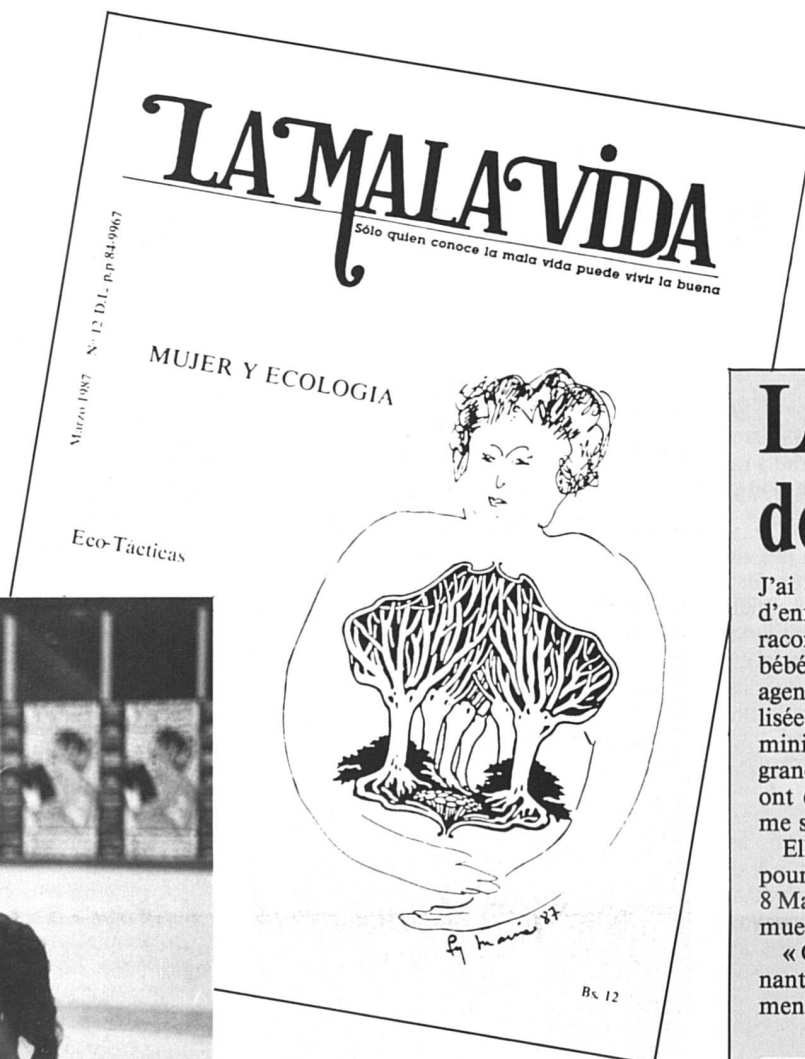 LA MALA VIDA
Sólo quien conoce la mala vida puede vivir la buena
Marzo 1987 Nº 12 D.L. p.p 84-9967
MUJER Y ECOLOGIA
Eco-Tácticas
87
Bs. 12
J'ai
d'en
raco
bébé
agen
lisée
mini
gran
ont
me s
El
pour
8 Ma
mue
«
nant
men